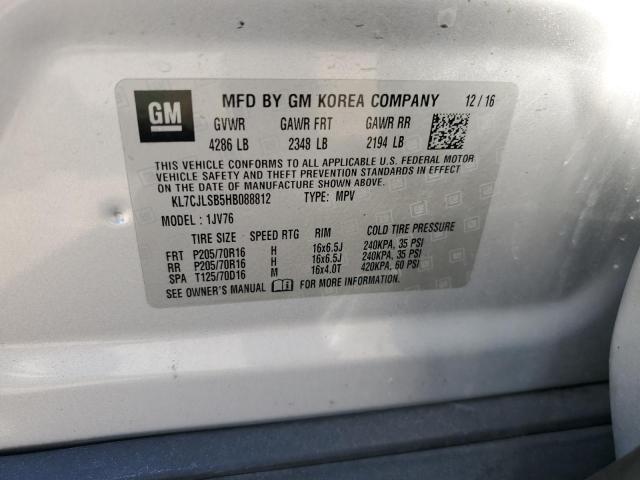 GM
MFD BY GM KOREA COMPANY 12/16
GVWR GAWR FRT GAWR RR
4286 LB 2348 LB 2194 LB
THIS VEHICLE CONFORMS TO ALL APPLICABLE U.S. FEDERAL MOTOR
VEHICLE SAFETY AND THEFT PREVENTION STANDARDS IN EFFECT
ON THE DATE OF MANUFACTURE SHOWN ABOVE.
KL7CJLSB5HB088812 TYPE: MPV
MODEL : 1JV76
TIRE SIZE SPEED RTG RIM COLD TIRE PRESSURE
FRT P205/70R16 H 16x6.5J 240KPA, 35 PSI
RR P205/70R16 H 16x6.5J 240KPA, 35 PSI
SPA T125/70D16 M 16x4.0T 420KPA, 60 PSI
SEE OWNER'S MANUAL FOR MORE INFORMATION.